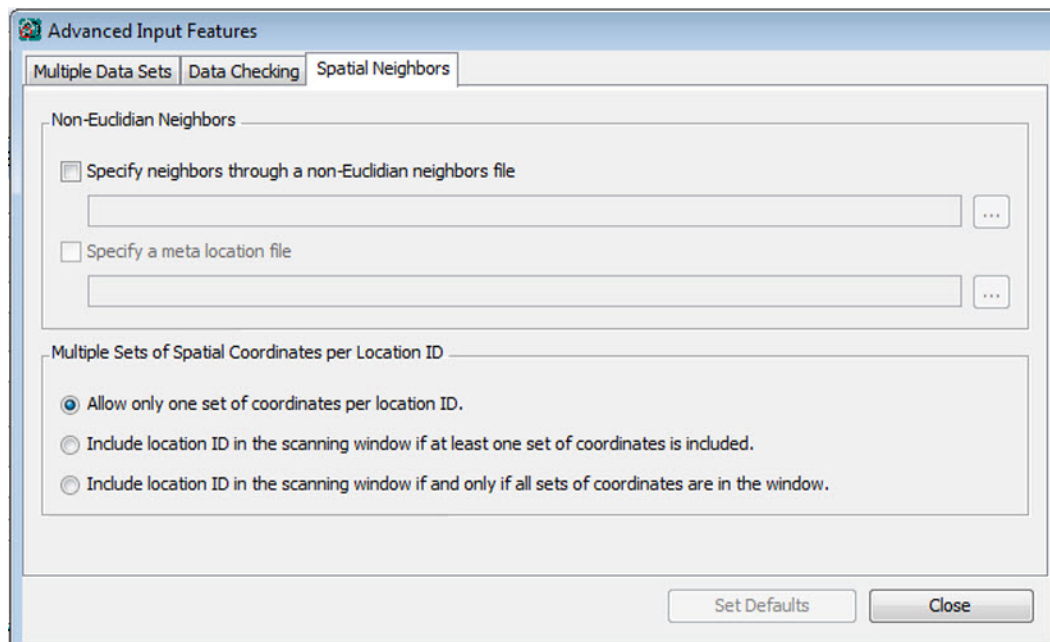 Advanced Input Features
Multiple Data Sets
Data Checking
Spatial Neighbors
Non-Euclidian Neighbors
Specify neighbors through a non-Euclidian neighbors file
...
Specify a meta location file
...
Multiple Sets of Spatial Coordinates per Location ID
Allow only one set of coordinates per location ID.
Include location ID in the scanning window if at least one set of coordinates is included.
Include location ID in the scanning window if and only if all sets of coordinates are in the window.
Set Defaults
Close